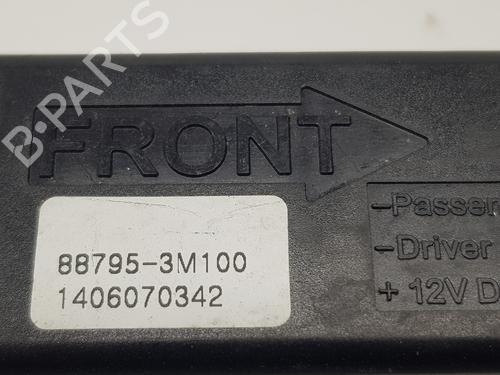 B-PARTS
FRONT
88795-3M100
1406070342
-Passen
-Driver
+ 12V D